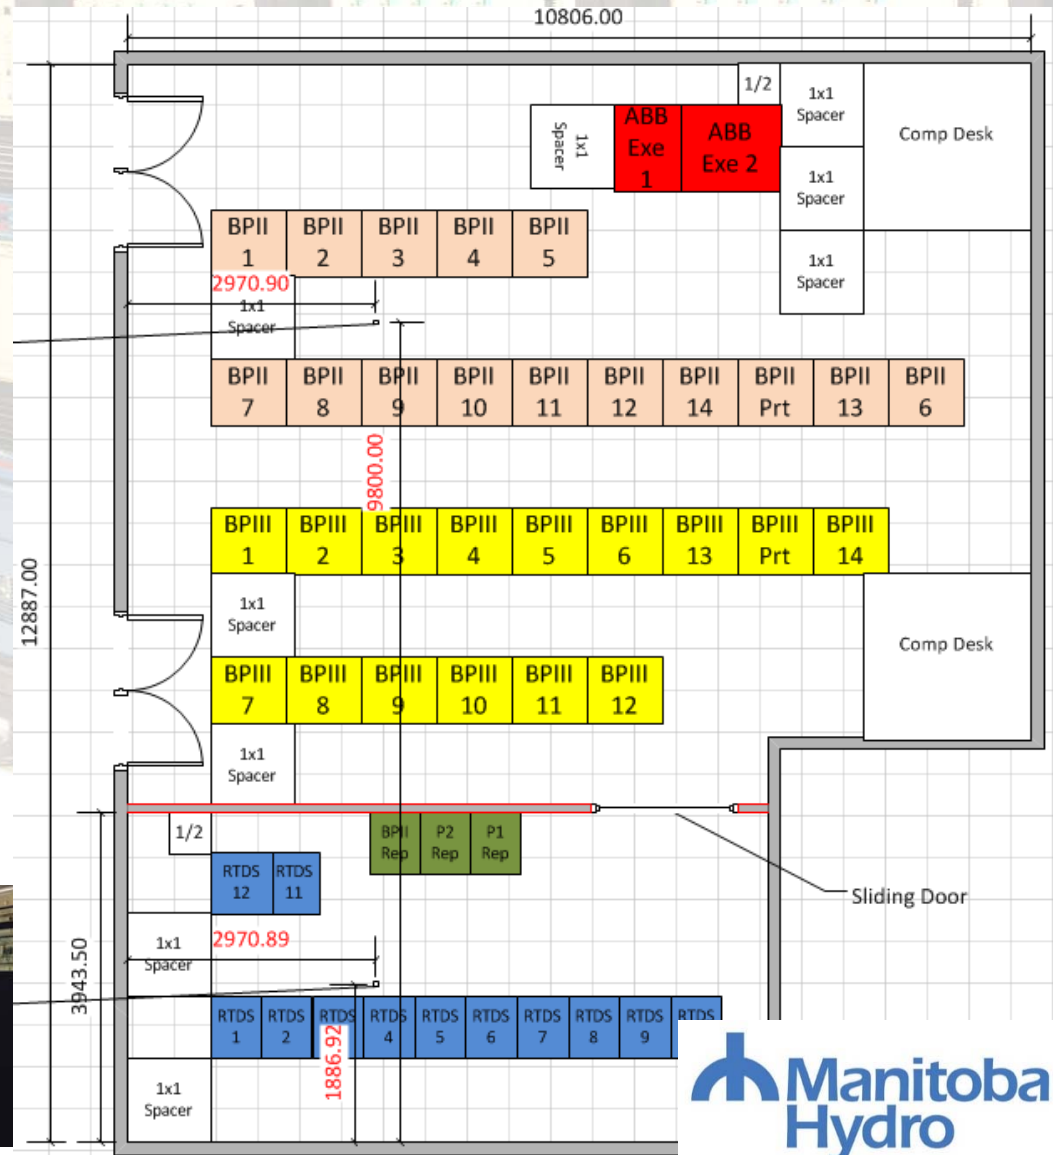 10806.00
1/2
1x1
Spacer
Comp Desk
1x1
Spacer
ABB
Exe
1
ABB
Exe 2
1x1
Spacer
BPII
1
BPII
2
BPII
3
BPII
4
BPII
5
1x1
Spacer
2970.90
1x1
Spacer
BPII
7
BPII
8
BPII
9
BPII
10
BPII
11
BPII
12
BPII
14
BPII
Prt
BPII
13
BPII
6
9800.00
BPIII
1
BPIII
2
BPIII
3
BPIII
4
BPIII
5
BPIII
6
BPIII
13
BPIII
Prt
BPIII
14
12887.00
1x1
Spacer
Comp Desk
BPIII
7
BPIII
8
BPIII
9
BPIII
10
BPIII
11
BPIII
12
1x1
Spacer
1/2
BPII
Rep
P2
Rep
P1
Rep
RTDS
12
RTDS
11
Sliding Door
3943.50
1x1
Spacer
2970.89
RTDS
1
RTDS
2
RTDS
RTDS
4
RTDS
5
RTDS
6
RTDS
7
RTDS
8
RTDS
9
RTDS
1886.92
1x1
Spacer
Manitoba
Hydro